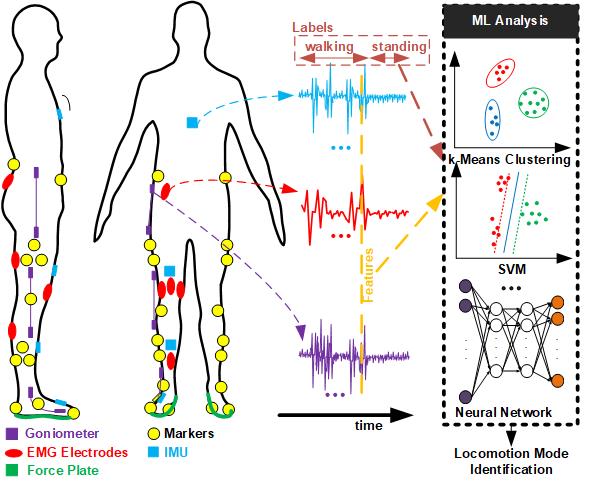 Labels
walking
standing
Features
time
ML Analysis
k-Means Clustering
SVM
Neural Network
Locomotion Mode
Identification
Goniometer
Markers
EMG Electrodes
IMU
Force Plate